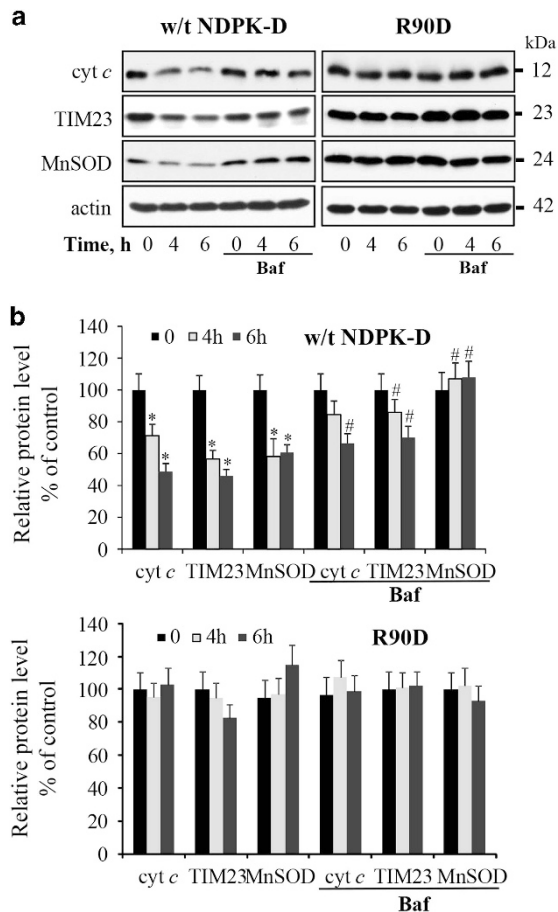 a
w/t NDPK-D R90D kDa
cyt c 12
TIM23 23
MnSOD 24
actin 42
Time, h 0 4 6 0 4 6 0 4 6 0 4 6
Baf Baf
b
Relative protein level
% of control
140
120
100
80
60
40
20
0
0 4h 6h
w/t NDPK-D
* * * * * * # # # # #
cyt c TIM23 MnSOD cyt c TIM23 MnSOD
Baf
Relative protein level
% of control
140
120
100
80
60
40
20
0
0 4h 6h R90D
cyt c TIM23 MnSOD cyt c TIM23 MnSOD
Baf